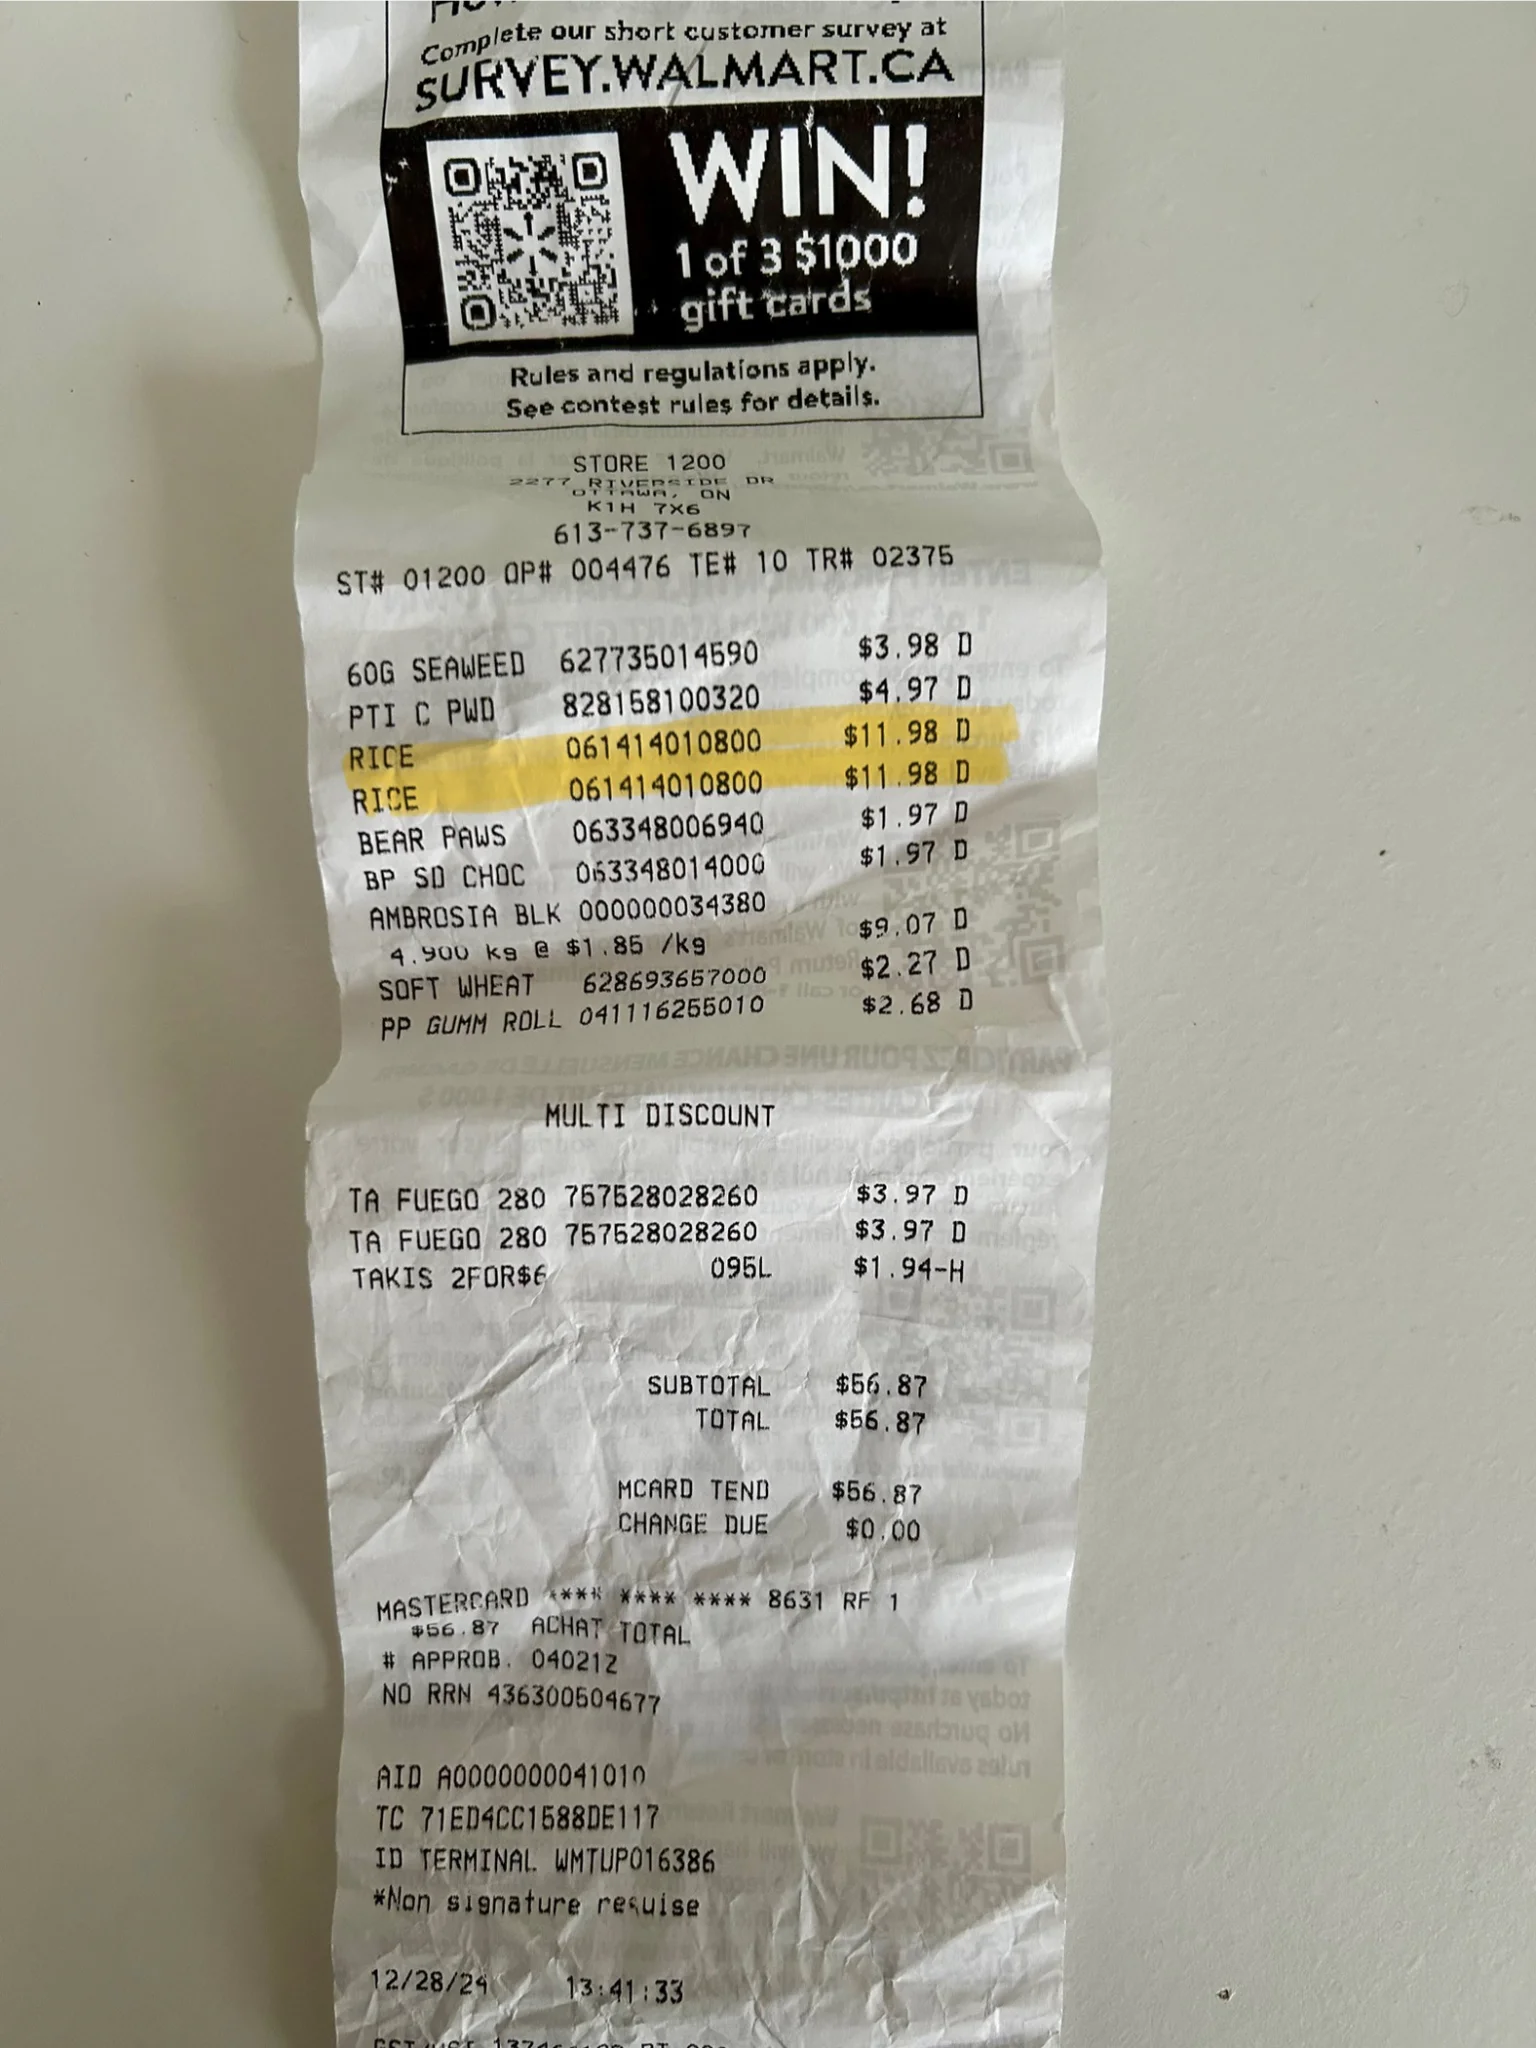 Complete our short customer survey at
SURVEY.WALMART.CA
WIN!
1 of 3 $1000
gift cards
Rules and regulations apply.
See contest rules for details.
STORE 1200
2277 RIVERSIDE DR
OTTAWA, ON
K1H 7X6
613-737-6897
ST# 01200 OP# 004476 TE# 10 TR# 02375
60G SEAWEED 627735014590 $3.98 D
PTI C PWD 828158100320 $4.97 D
RICE 061414010800 $11.98 D
RICE 061414010800 $11.98 D
BEAR PAWS 063348006940 $1.97 D
BP SD CHOC 063348014000 $1.97 D
AMBROSIA BLK 000000034380
4.900 kg @ $1.85 /kg $9.07 D
SOFT WHEAT 628693657000 $2.27 D
PP GUMM ROLL 041116255010 $2.68 D
MULTI DISCOUNT
TA FUEGO 280 757528028260 $3.97 D
TA FUEGO 280 757528028260 $3.97 D
TAKIS 2FOR$6 095L $1.94-H
SUBTOTAL $56.87
TOTAL $56.87
MCARD TEND $56.87
CHANGE DUE $0.00
MASTERCARD **** **** **** 8631 RF 1
$56.87 ACHAT TOTAL
# APPROB. 040212
NO RRN 436300504677
AID A0000000041010
TC 71ED4CC1588DE117
ID TERMINAL WMTUP016386
*Non signature requise
12/28/24 13:41:33